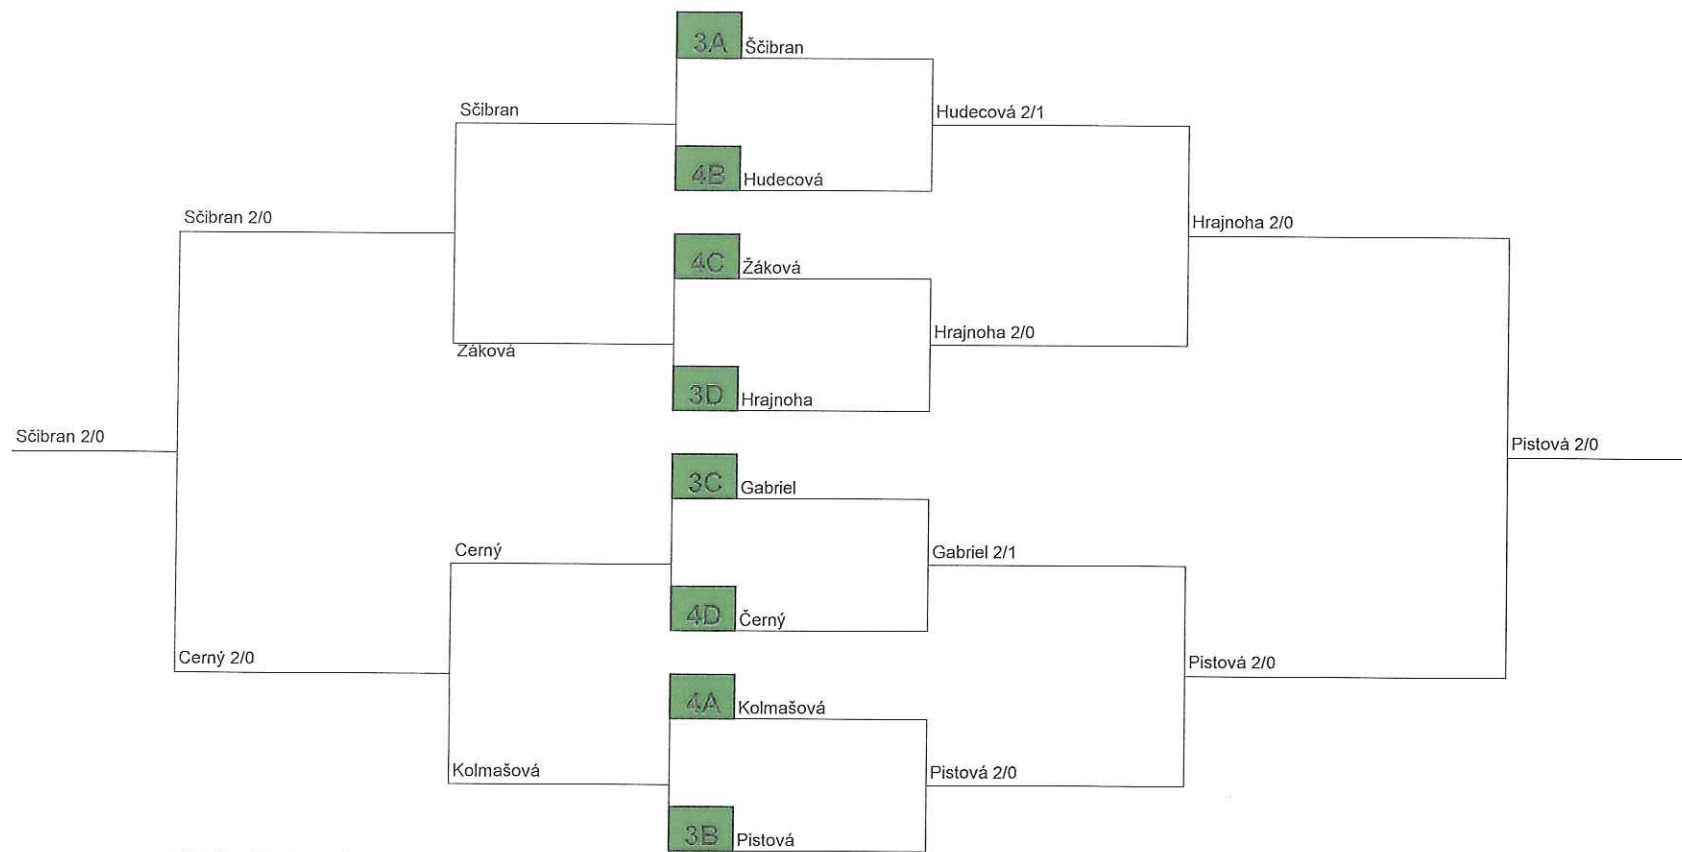 3A Ščibran
Sčibran
Hudecová 2/1
4B Hudecová
Sčibran 2/0
Hrajnoha 2/0
4C Žáková
Hrajnoha 2/0
Záková
3D Hrajnoha
Sčibran 2/0
Pistová 2/0
3C Gabriel
Cerný
Gabriel 2/1
4D Černý
Cerný 2/0
Pistová 2/0
4A Kolmašová
Kolmašová
Pistová 2/0
3B Pistová